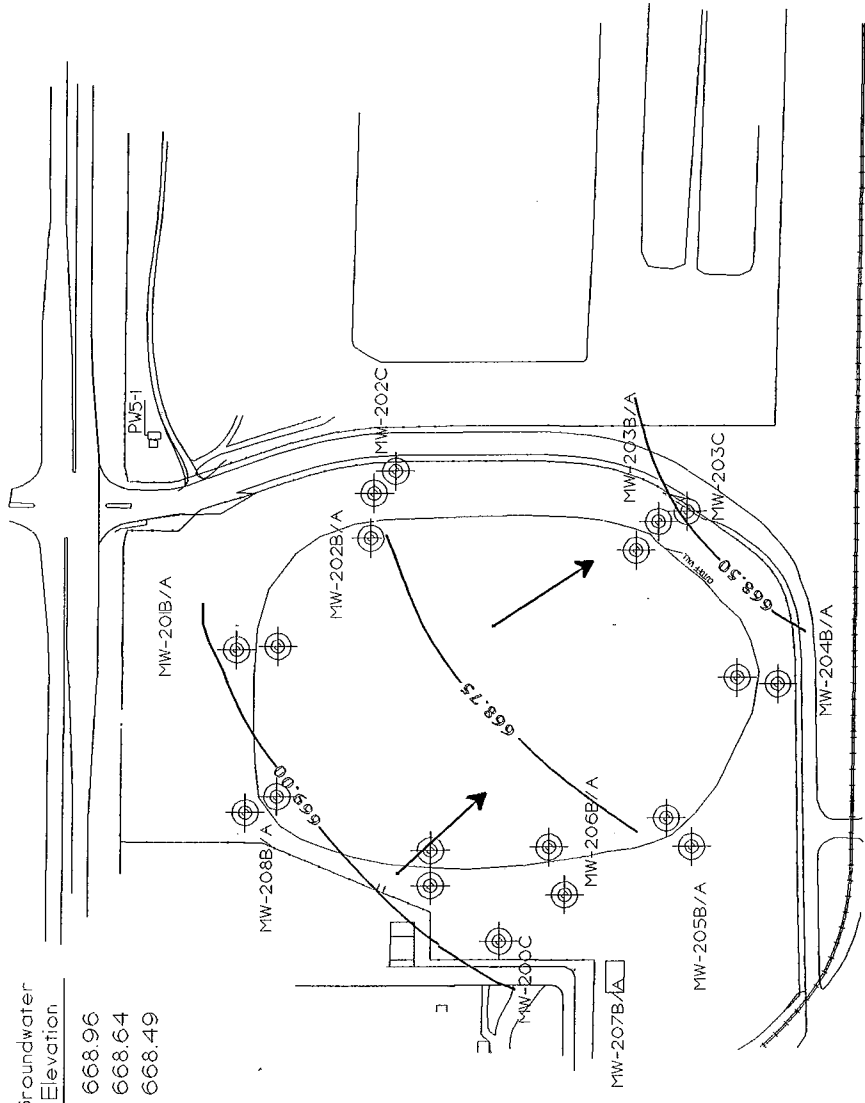 Groundwater
Elevation
668.96
668.64
668.49
PW5-1
MW-202C
MW-201B/A
MW-202B/A
MW-203B/A
MW-203C
CUTOFF WALL
668.50
668.75
669.00
MW-204B/A
MW-206B/A
MW-208B/A
MW-200C
MW-205B/A
MW-207B/A